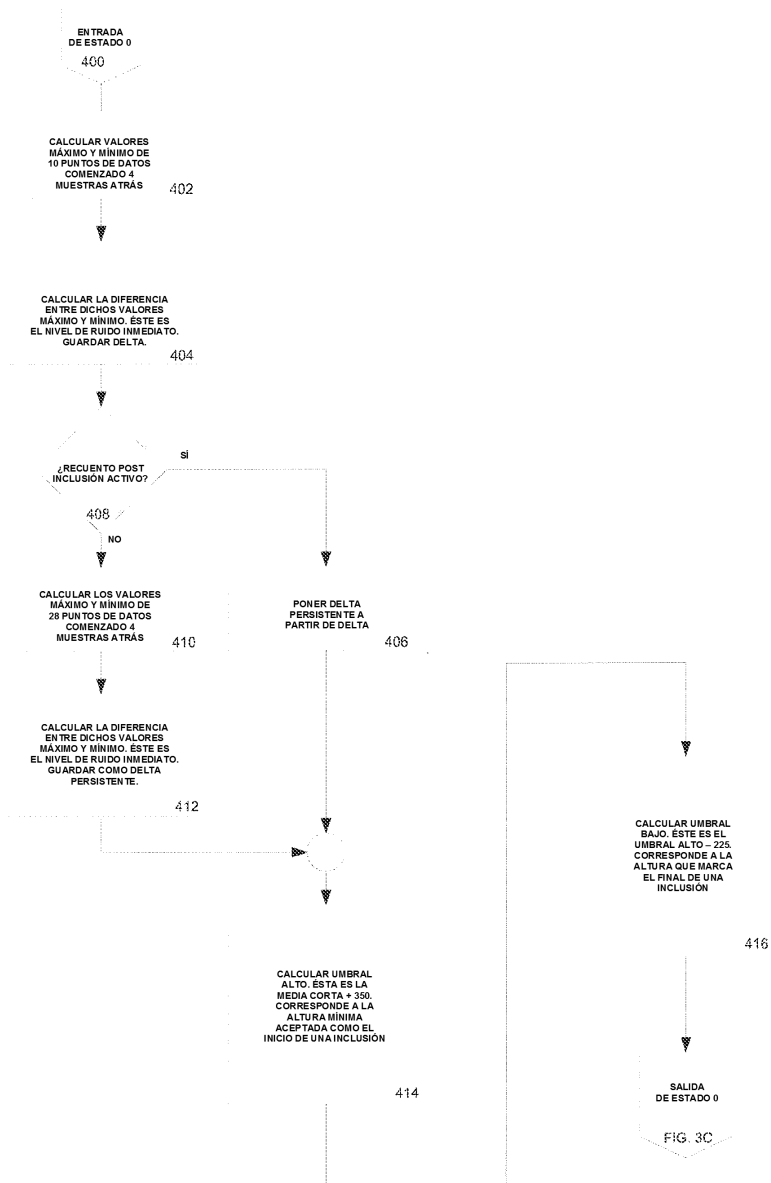 ENTRADA
DE ESTADO 0
400
CALCULAR VALORES
MÁXIMO Y MÍNIMO DE
10 PUNTOS DE DATOS
COMENZADO 4
MUESTRAS ATRÁS
402
CALCULAR LA DIFERENCIA
ENTRE DICHOS VALORES
MÁXIMO Y MÍNIMO. ÉSTE ES
EL NIVEL DE RUIDO INMEDIATO.
GUARDAR DELTA.
404
¿RECUENTO POST
INCLUSIÓN ACTIVO?
408
SÍ
NO
CALCULAR LOS VALORES
MÁXIMO Y MÍNIMO DE
28 PUNTOS DE DATOS
COMENZADO 4
MUESTRAS ATRÁS
410
PONER DELTA
PERSISTENTE A
PARTIR DE DELTA
406
CALCULAR LA DIFERENCIA
ENTRE DICHOS VALORES
MÁXIMO Y MÍNIMO. ÉSTE ES
EL NIVEL DE RUIDO INMEDIATO.
GUARDAR COMO DELTA
PERSISTENTE.
412
CALCULAR UMBRAL
ALTO. ÉSTA ES LA
MEDIA CORTA + 350.
CORRESPONDE A LA
ALTURA MÍNIMA
ACEPTADA COMO EL
INICIO DE UNA INCLUSIÓN
414
CALCULAR UMBRAL
BAJO. ÉSTE ES EL
UMBRAL ALTO – 225.
CORRESPONDE A LA
ALTURA QUE MARCA
EL FINAL DE UNA
INCLUSIÓN
416
SALIDA
DE ESTADO 0
FIG. 3C